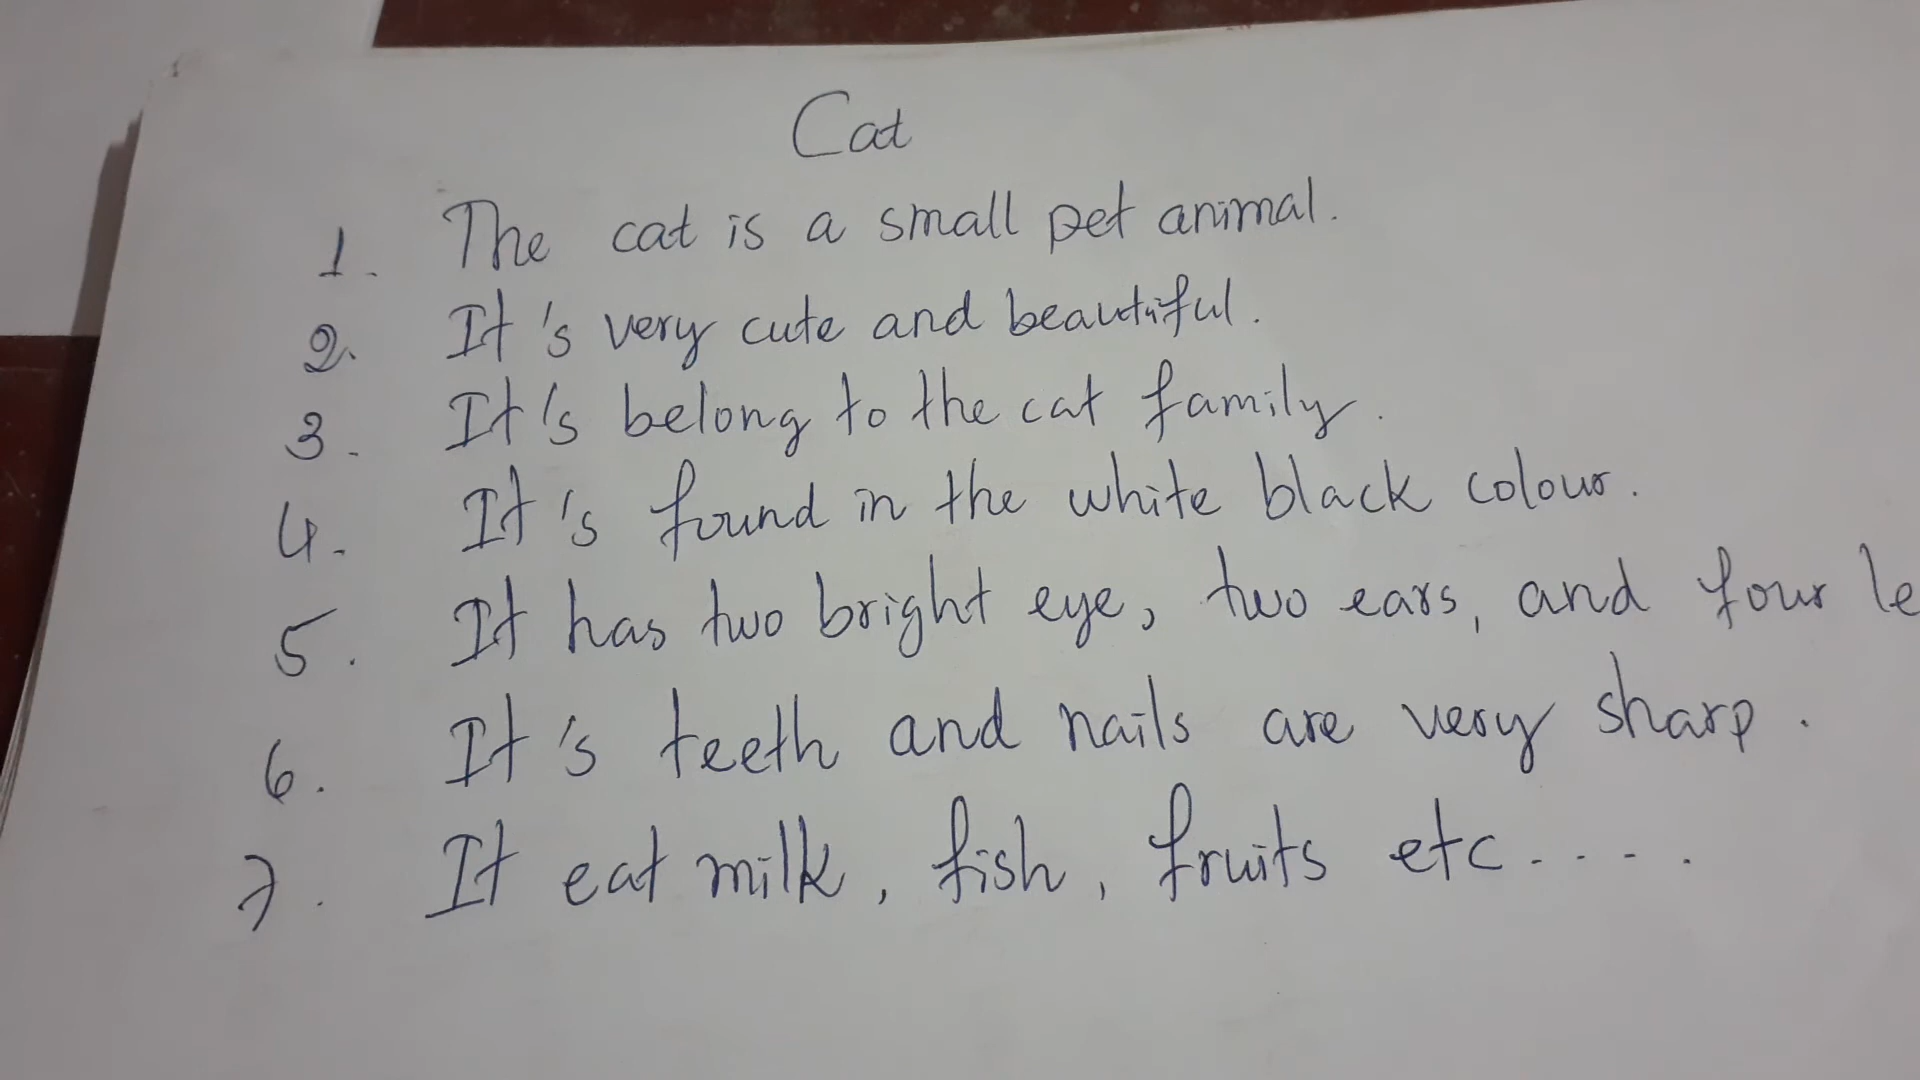 Cat
1. The cat is a small pet animal.
2. It's very cute and beautiful.
3. It's belong to the cat family.
4. It's found in the white black colour.
5. It has two bright eye, two ears, and four le
6. It's teeth and nails are very sharp.
7. It eat milk, fish, fruits etc.....